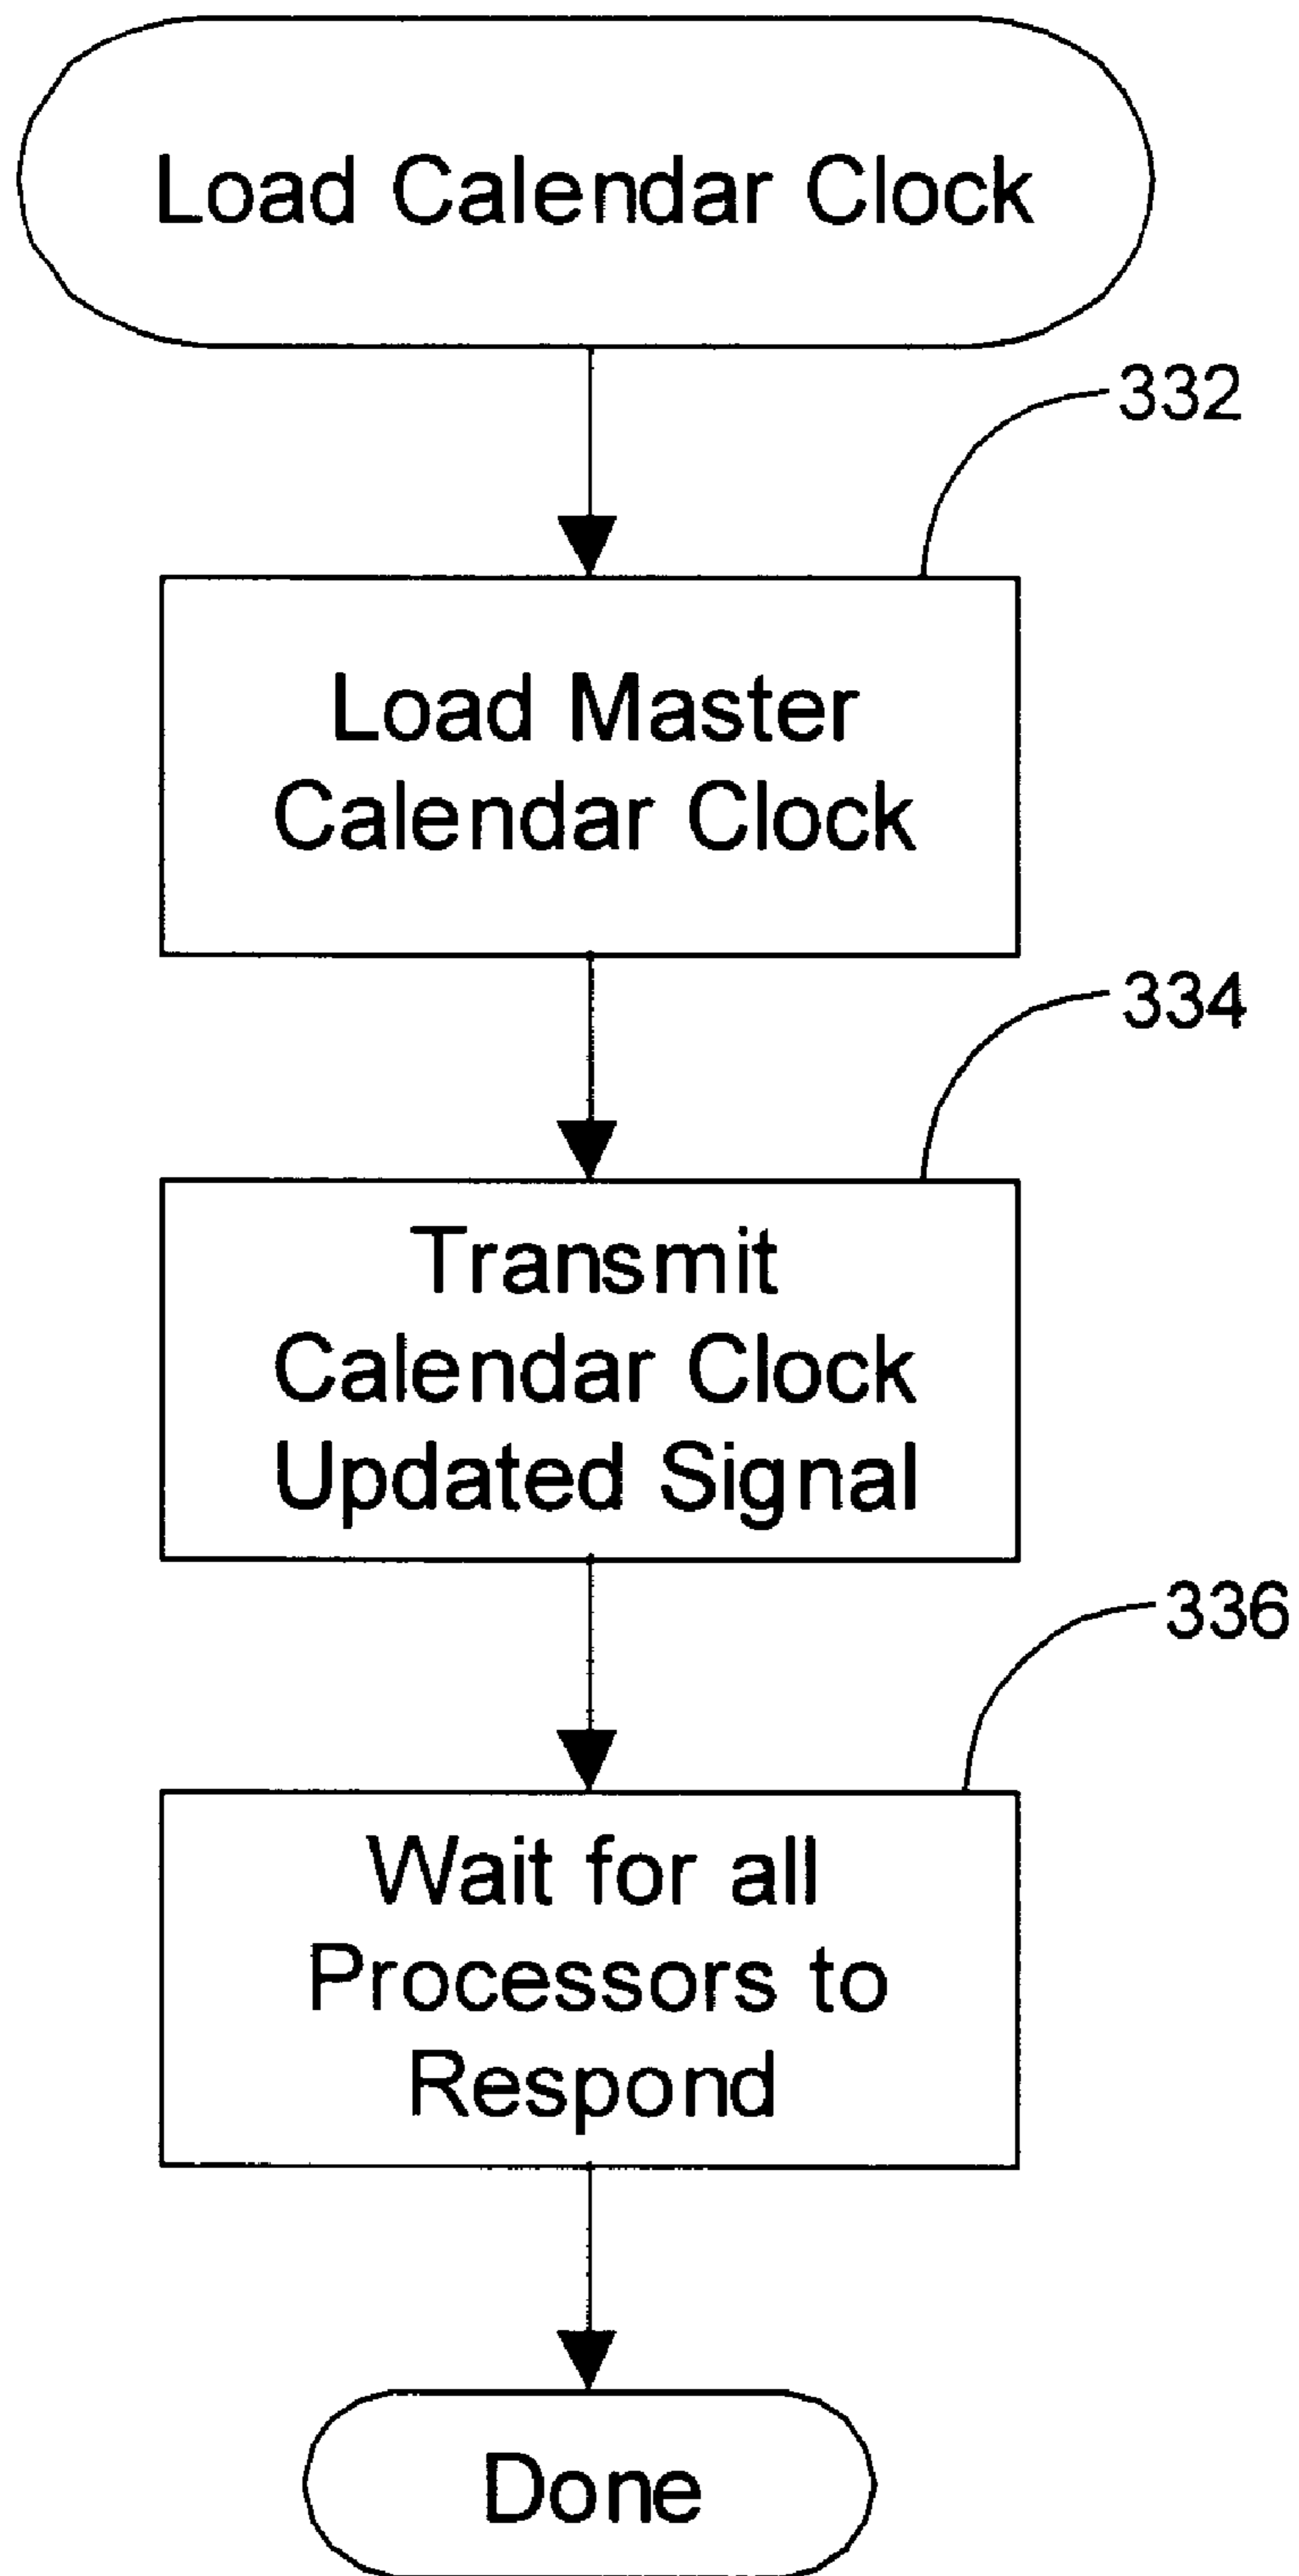 Load Calendar Clock
332
Load Master
Calendar Clock
334
Transmit
Calendar Clock
Updated Signal
336
Wait for all
Processors to
Respond
Done